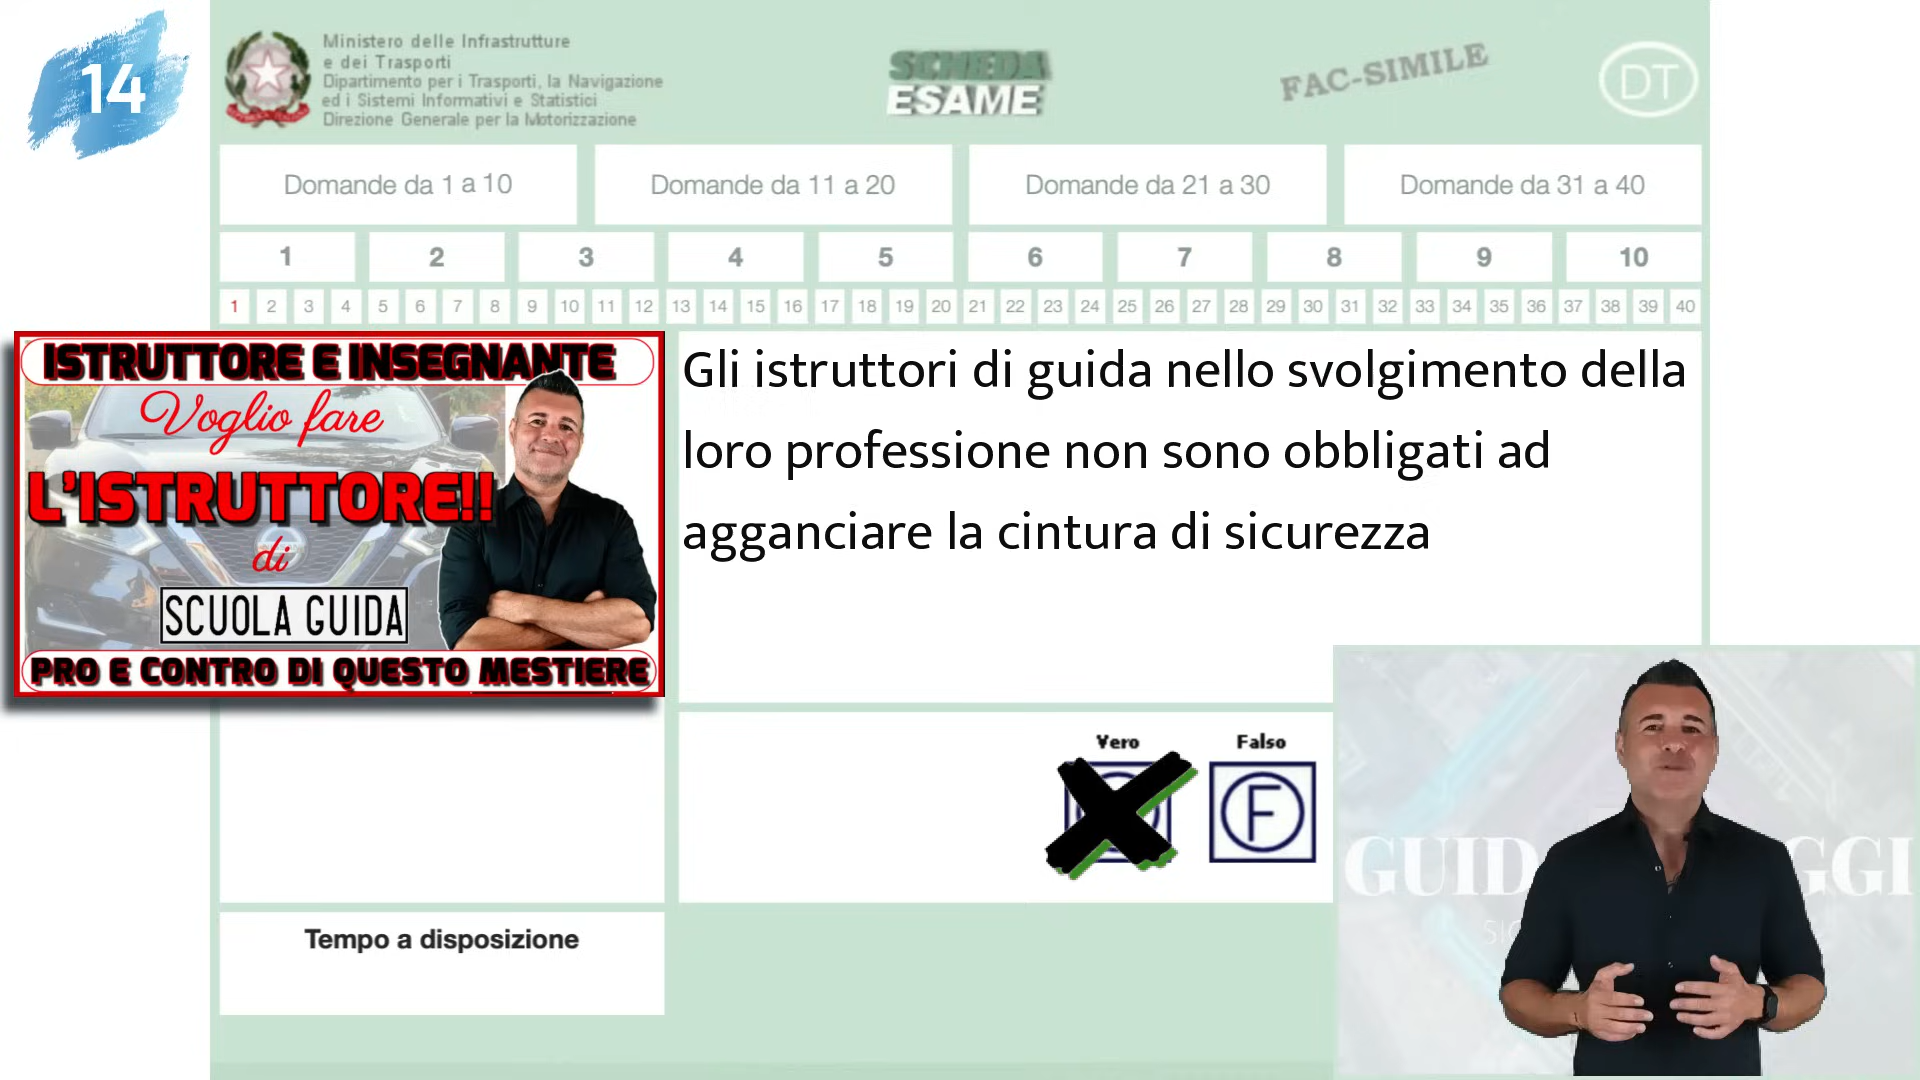 14
Ministero delle Infrastrutture
e dei Trasporti
Dipartimento per i Trasporti, la Navigazione
ed i Sistemi Informativi e Statistici
Direzione Generale per la Motorizzazione
SCHEDA
ESAME
FAC-SIMILE
DT
Domande da 1 a 10
Domande da 11 a 20
Domande da 21 a 30
Domande da 31 a 40
1 2 3 4 5 6 7 8 9 10
1 2 3 4 5 6 7 8 9 10 11 12 13 14 15 16 17 18 19 20 21 22 23 24 25 26 27 28 29 30 31 32 33 34 35 36 37 38 39 40
ISTRUTTORE E INSEGNANTE
Voglio fare
L'ISTRUTTORE!!
di
SCUOLA GUIDA
PRO E CONTRO DI QUESTO MESTIERE
Gli istruttori di guida nello svolgimento della
loro professione non sono obbligati ad
agganciare la cintura di sicurezza
Vero
Falso
F
Tempo a disposizione